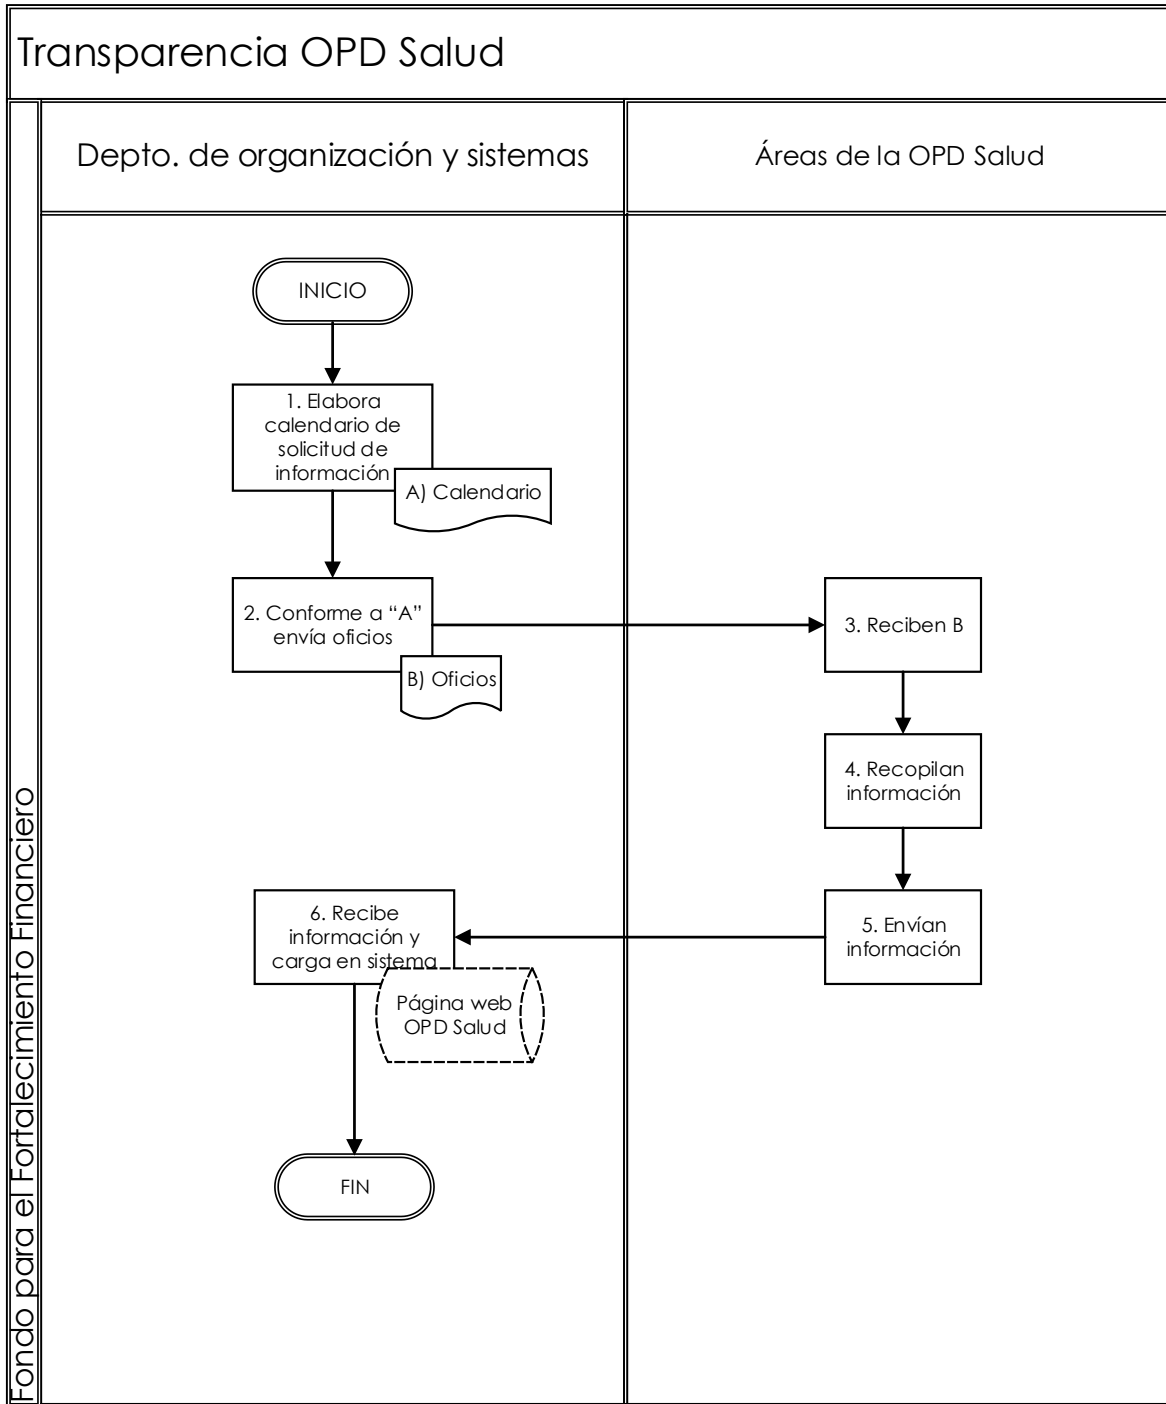 Transparencia OPD Salud
Depto. de organización y sistemas
Áreas de la OPD Salud
Fondo para el Fortalecimiento Financiero
INICIO
1. Elabora
calendario de
solicitud de
información
A) Calendario
2. Conforme a “A”
envía oficios
B) Oficios
3. Reciben B
4. Recopilan
información
5. Envían
información
6. Recibe
información y
carga en sistema
Página web
OPD Salud
FIN